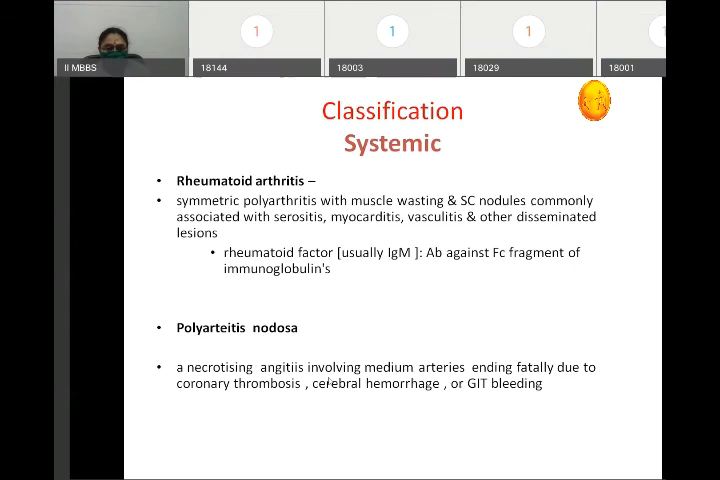 1
1
1
1
II MBBS
18144
18003
18029
18001
Classification
Systemic
• Rheumatoid arthritis –
• symmetric polyarthritis with muscle wasting & SC nodules commonly
associated with serositis, myocarditis, vasculitis & other disseminated
lesions
• rheumatoid factor [usually IgM ]: Ab against Fc fragment of
immunoglobulin's
• Polyarteitis nodosa
• a necrotising angitiis involving medium arteries ending fatally due to
coronary thrombosis , cerebral hemorrhage , or GIT bleeding